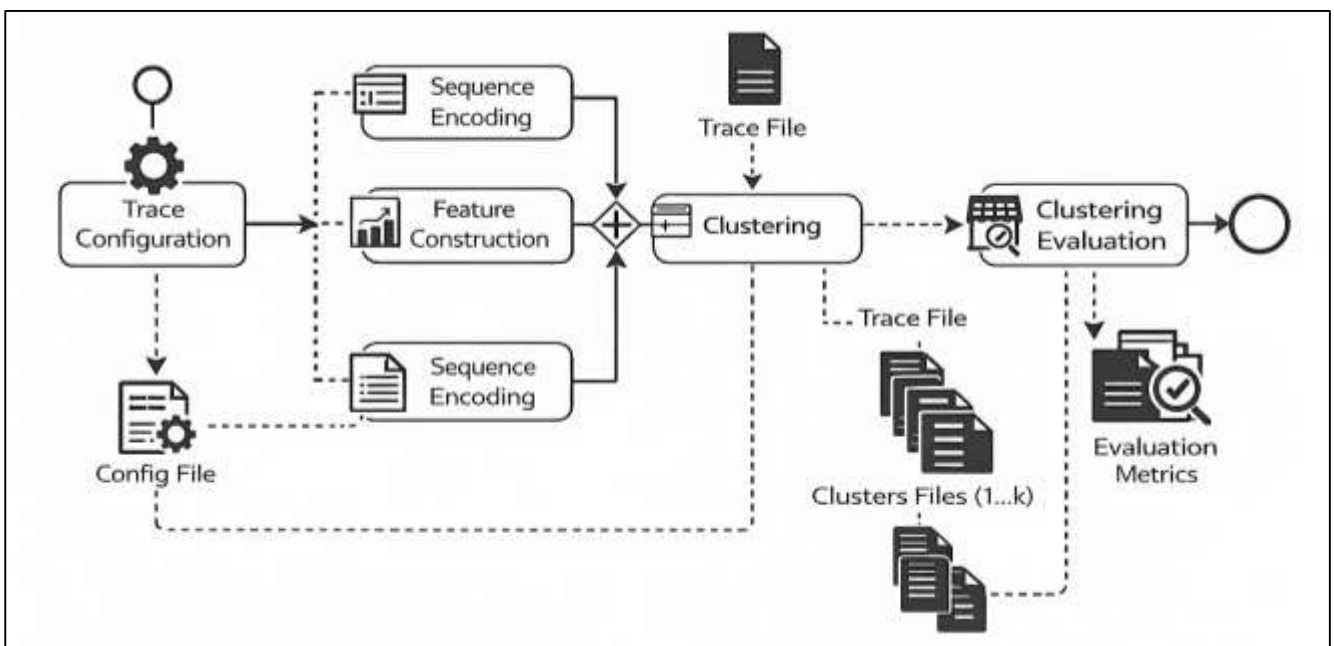 Sequence
Encoding
Trace File
Trace
Configuration
Feature
Construction
Clustering
Clustering
Evaluation
Trace File
Sequence
Encoding
Config File
Clusters Files (1...k)
Evaluation
Metrics